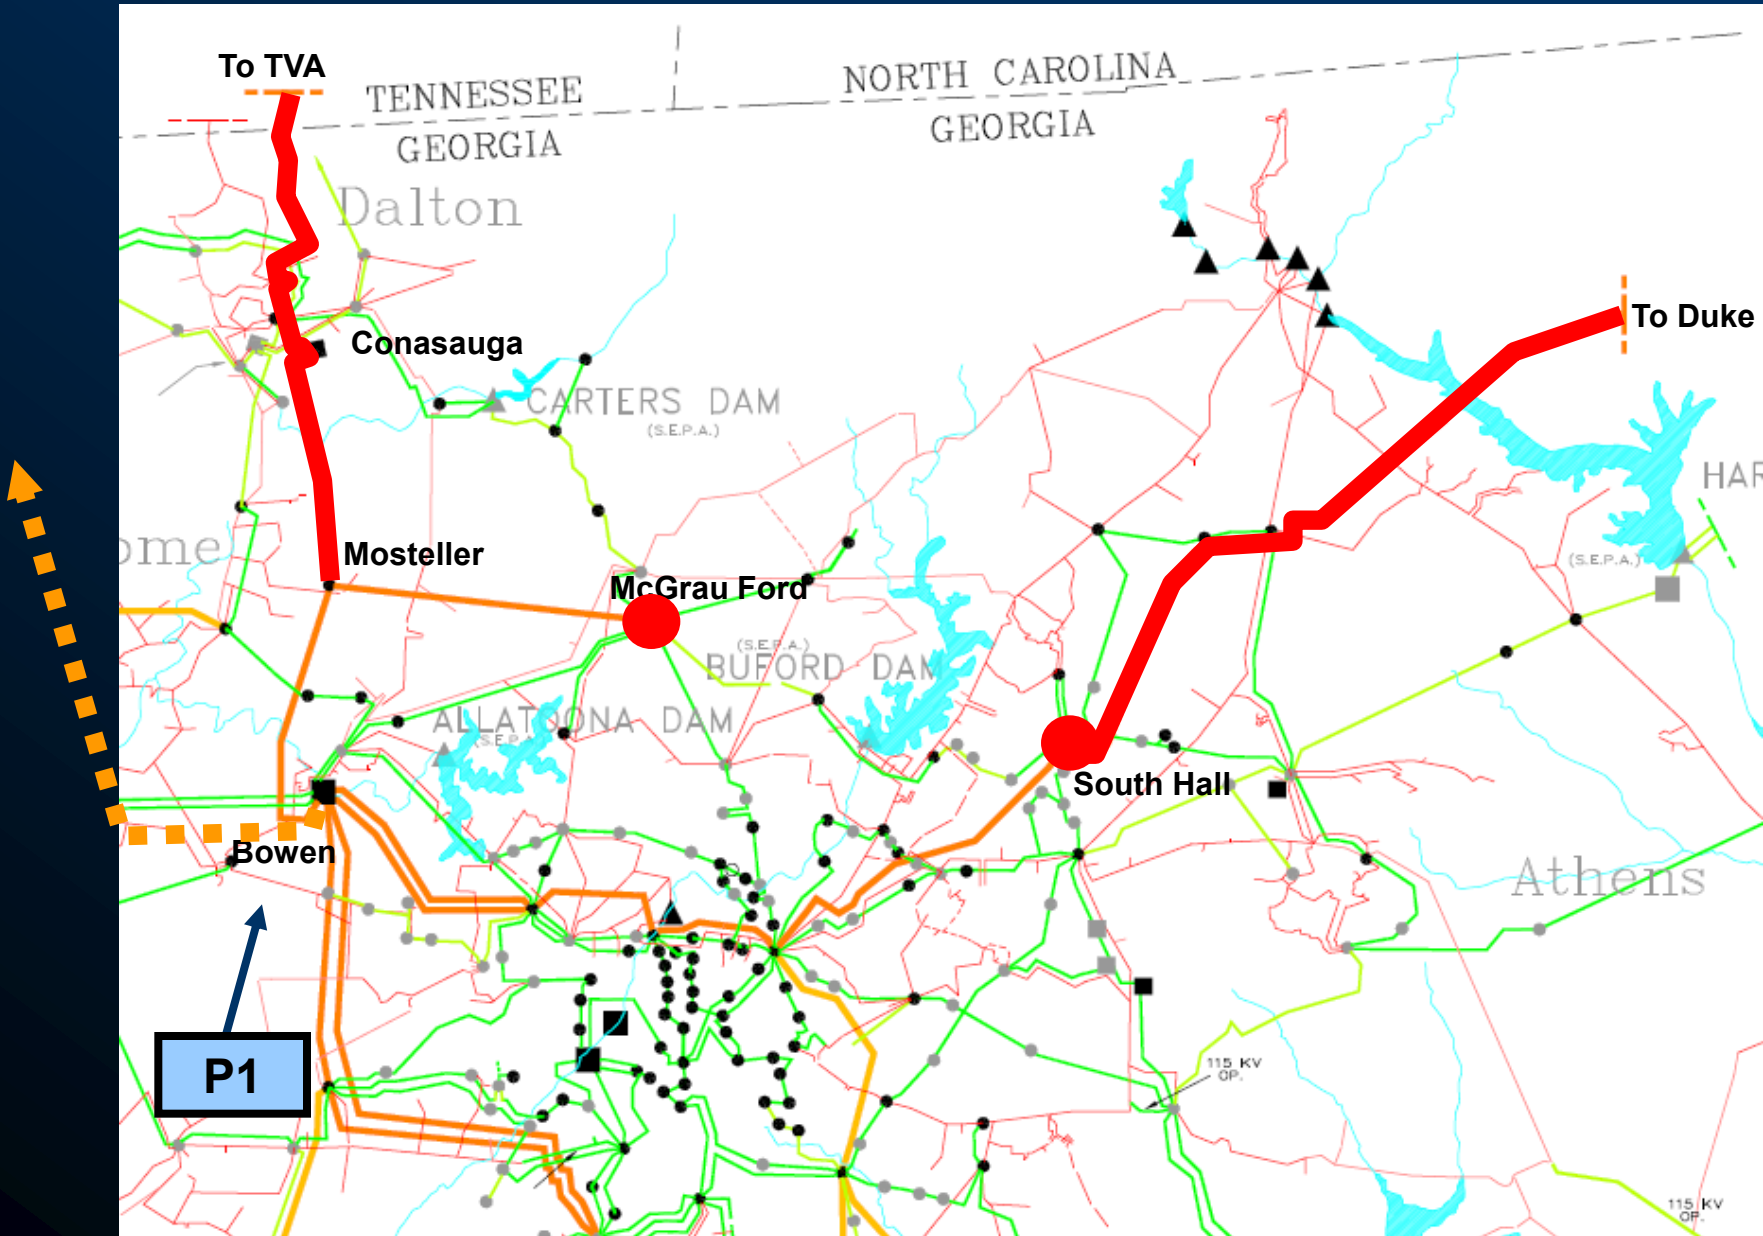 To TVA
TENNESSEE
NORTH CAROLINA
GEORGIA
GEORGIA
Dalton
To Duke
Conasauga
CARTERS DAM
(S.E.P.A.)
HAR
ome
Mosteller
McGrau Ford
(S.E.P.A.)
(S.E.P.A.)
BUFORD DAM
ALLATOONA DAM
(S.E.P.
South Hall
Bowen
Athens
P1
115 KV
OP.
115 KV
OP.